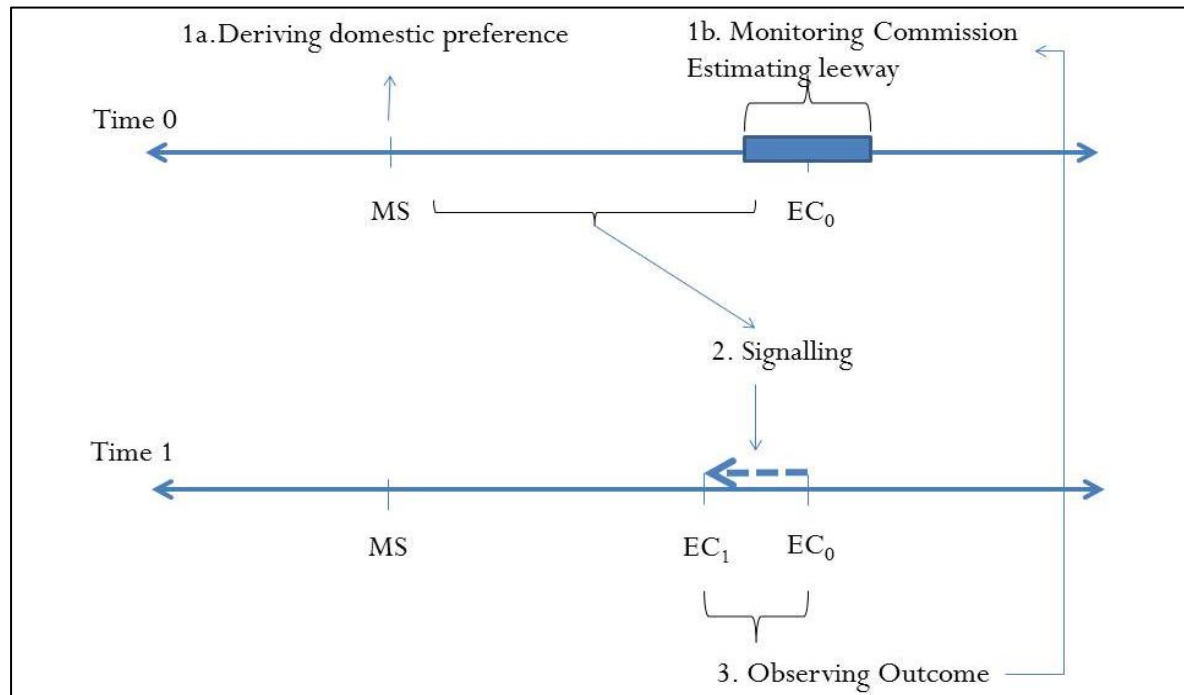 1a.Deriving domestic preference
1b. Monitoring Commission
Estimating leeway
Time 0
MS
EC₀
2. Signalling
Time 1
MS
EC₁
EC₀
3. Observing Outcome